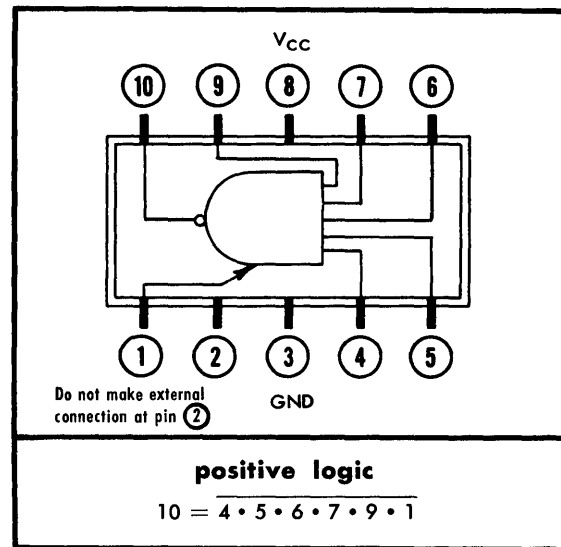 VCC
10 9 8 7 6
1 2 3 4 5
Do not make external
connection at pin 2
GND
positive logic
10 = 4 • 5 • 6 • 7 • 9 • 1